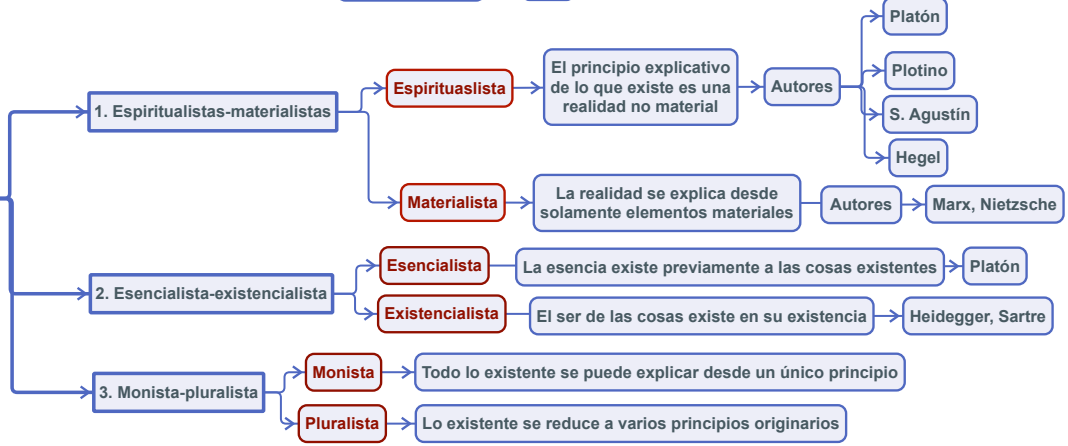 1. Espiritualistas-materialistas
Espirituaslista
El principio explicativo
de lo que existe es una
realidad no material
Autores
Platón
Plotino
S. Agustín
Hegel
Materialista
La realidad se explica desde
solamente elementos materiales
Autores
Marx, Nietzsche
2. Esencialista-existencialista
Esencialista
La esencia existe previamente a las cosas existentes
Platón
Existencialista
El ser de las cosas existe en su existencia
Heidegger, Sartre
3. Monista-pluralista
Monista
Todo lo existente se puede explicar desde un único principio
Pluralista
Lo existente se reduce a varios principios originarios